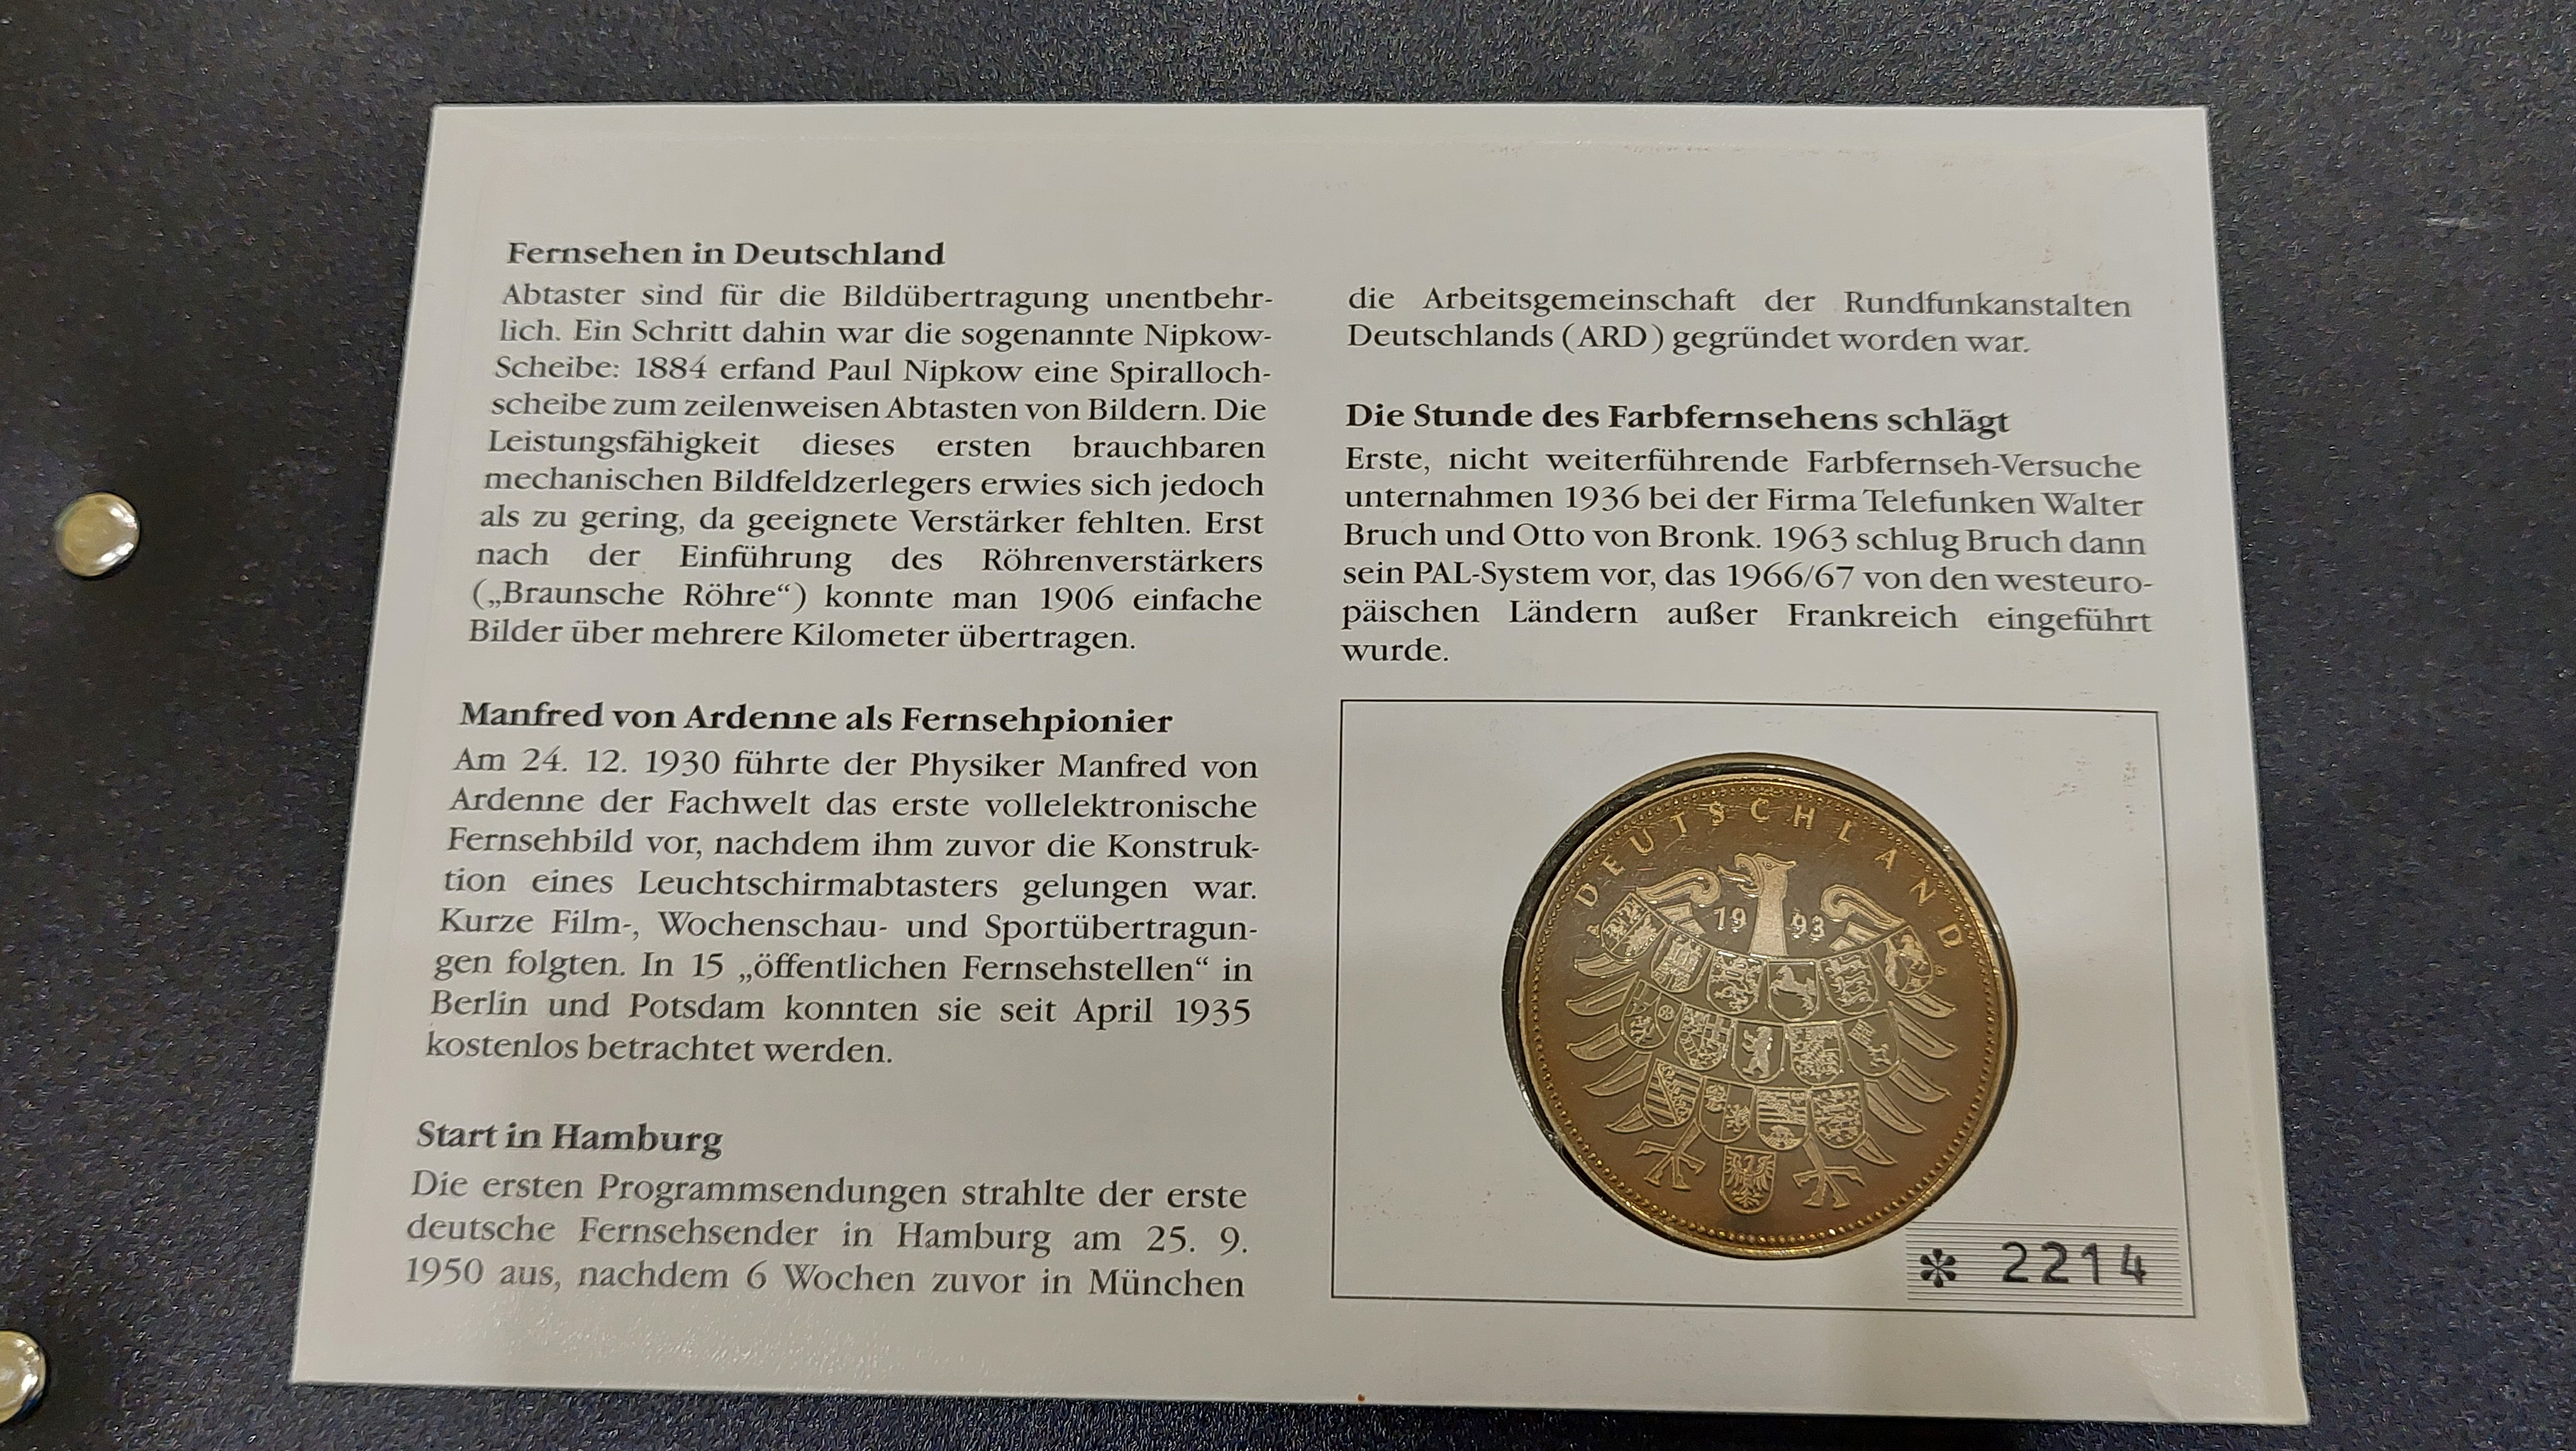 Fernsehen in Deutschland
Abtaster sind für die Bildübertragung unentbehr-
lich. Ein Schritt dahin war die sogenannte Nipkow-
Scheibe: 1884 erfand Paul Nipkow eine Spiralloch-
scheibe zum zeilenweisen Abtasten von Bildern. Die
Leistungsfähigkeit dieses ersten brauchbaren
mechanischen Bildfeldzerlegers erwies sich jedoch
als zu gering, da geeignete Verstärker fehlten. Erst
nach der Einführung des Röhrenverstärkers
(„Braunsche Röhre“) konnte man 1906 einfache
Bilder über mehrere Kilometer übertragen.
Manfred von Ardenne als Fernsehpionier
Am 24. 12. 1930 führte der Physiker Manfred von
Ardenne der Fachwelt das erste vollelektronische
Fernsehbild vor, nachdem ihm zuvor die Konstruk-
tion eines Leuchtschirmabtasters gelungen war.
Kurze Film-, Wochenschau- und Sportübertragun-
gen folgten. In 15 „öffentlichen Fernsehstellen“ in
Berlin und Potsdam konnten sie seit April 1935
kostenlos betrachtet werden.
Start in Hamburg
Die ersten Programmsendungen strahlte der erste
deutsche Fernsehsender in Hamburg am 25. 9.
1950 aus, nachdem 6 Wochen zuvor in München
die Arbeitsgemeinschaft der Rundfunkanstalten
Deutschlands (ARD) gegründet worden war.
Die Stunde des Farbfernsehens schlägt
Erste, nicht weiterführende Farbfernseh-Versuche
unternahmen 1936 bei der Firma Telefunken Walter
Bruch und Otto von Bronk. 1963 schlug Bruch dann
sein PAL-System vor, das 1966/67 von den westeuro-
päischen Ländern außer Frankreich eingeführt
wurde.
DEUTSCHLAND
19 93
✻ 2214